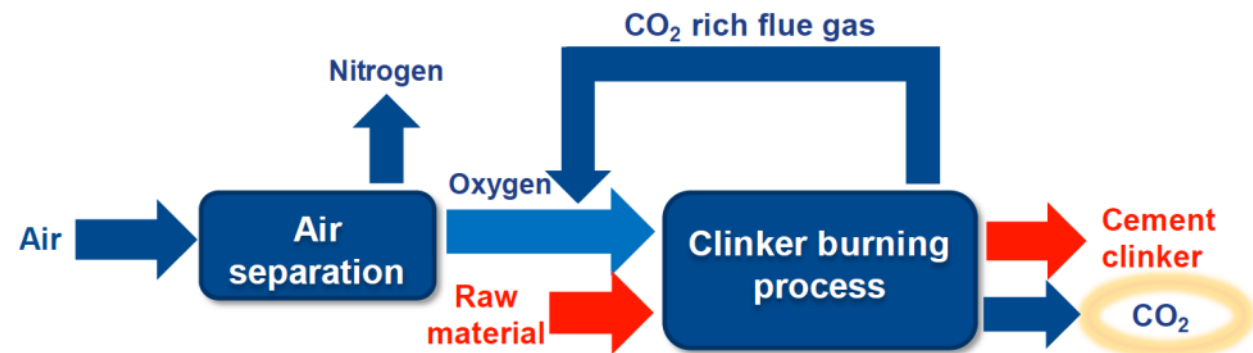 CO₂ rich flue gas
Nitrogen
Oxygen
Air
Air
separation
Raw
material
Clinker burning
process
Cement
clinker
CO₂